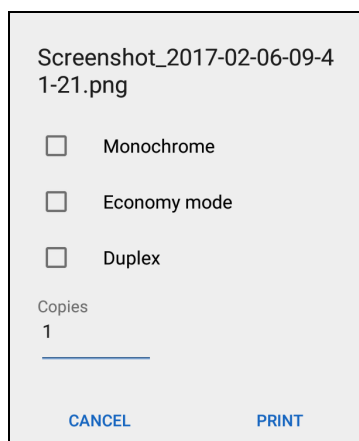 Screenshot_2017-02-06-09-4
1-21.png
Monochrome
Economy mode
Duplex
Copies
1
CANCEL PRINT